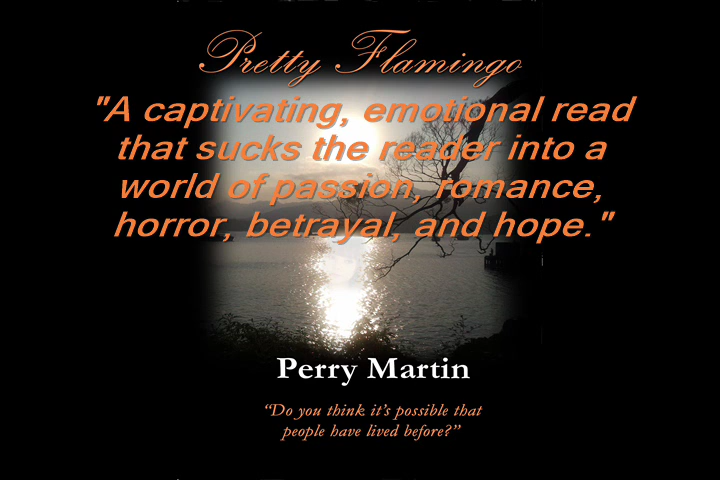 Pretty Flamingo
"A captivating, emotional read
that sucks the reader into a
world of passion, romance,
horror, betrayal, and hope."
Perry Martin
“Do you think it’s possible that
people have lived before?”